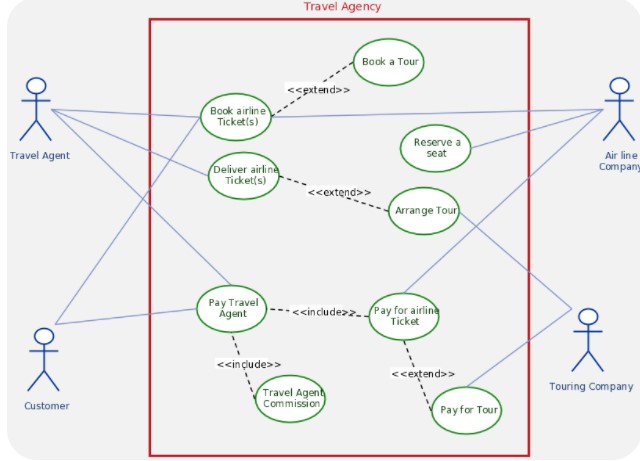 Travel Agency
Book a Tour
<<extend>>
Book airline
Ticket(s)
Travel Agent
Reserve a
seat
Air line
Company
Deliver airline
Ticket(s)
<<extend>>
Arrange Tour
Pay Travel
Agent
<<include>>
Pay for airline
Ticket
<<include>>
<<extend>>
Travel Agent
Commission
Pay for Tour
Customer
Touring Company